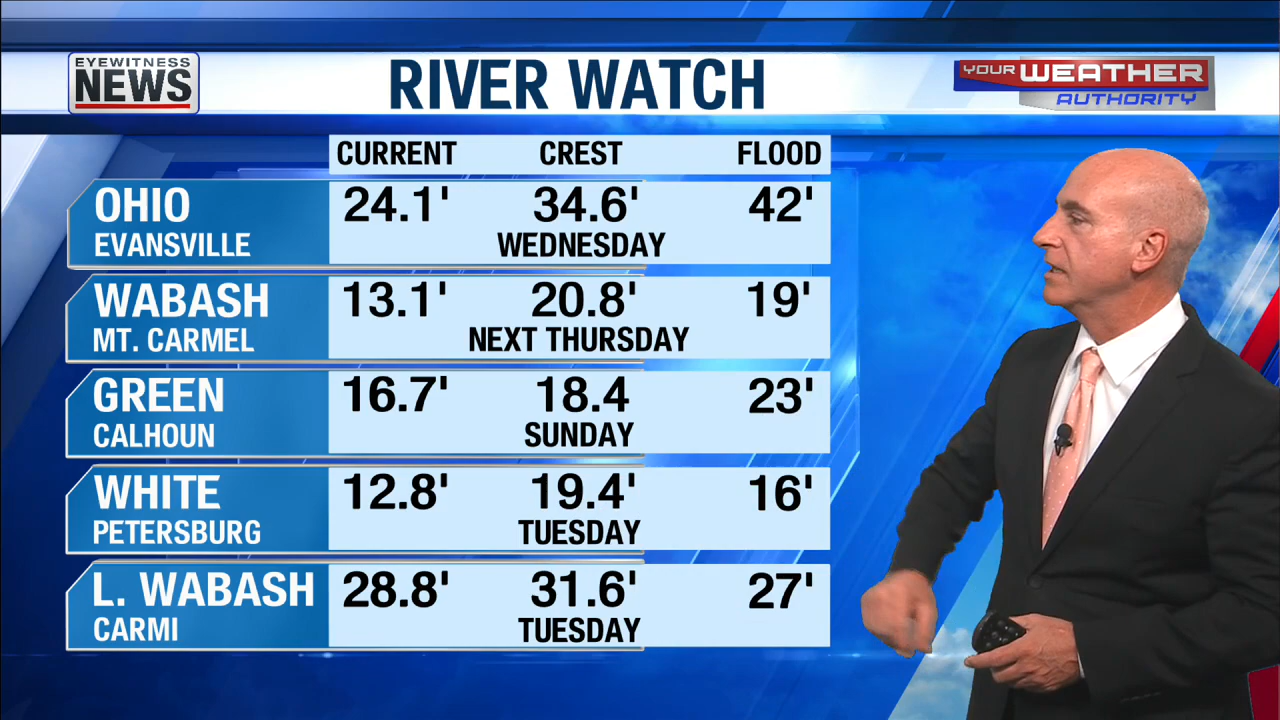 EYEWITNESS
NEWS
RIVER WATCH
YOUR WEATHER
AUTHORITY
CURRENT CREST FLOOD
OHIO 24.1' 34.6' 42'
EVANSVILLE WEDNESDAY
WABASH 13.1' 20.8' 19'
MT. CARMEL NEXT THURSDAY
GREEN 16.7' 18.4 23'
CALHOUN SUNDAY
WHITE 12.8' 19.4' 16'
PETERSBURG TUESDAY
L. WABASH 28.8' 31.6' 27'
CARMI TUESDAY